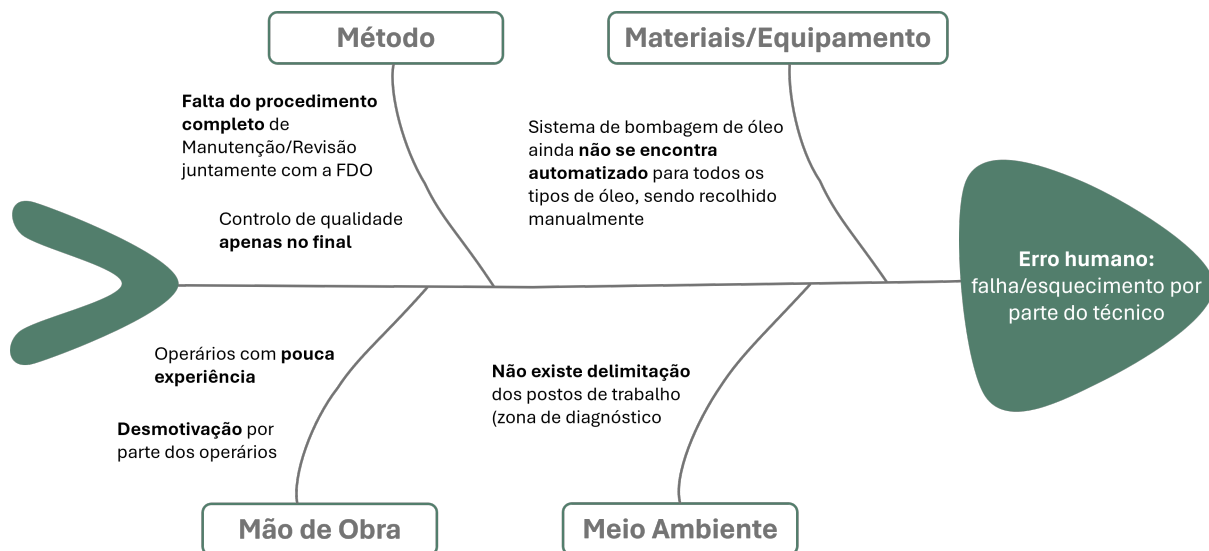 Método
Materiais/Equipamento
Falta do procedimento
completo de
Manutenção/Revisão
juntamente com a FDO
Controlo de qualidade
apenas no final
Sistema de bombagem de óleo
ainda não se encontra
automatizado para todos os
tipos de óleo, sendo recolhido
manualmente
Erro humano:
falha/esquecimento por
parte do técnico
Operários com pouca
experiência
Desmotivação por
parte dos operários
Não existe delimitação
dos postos de trabalho
(zona de diagnóstico
Mão de Obra
Meio Ambiente